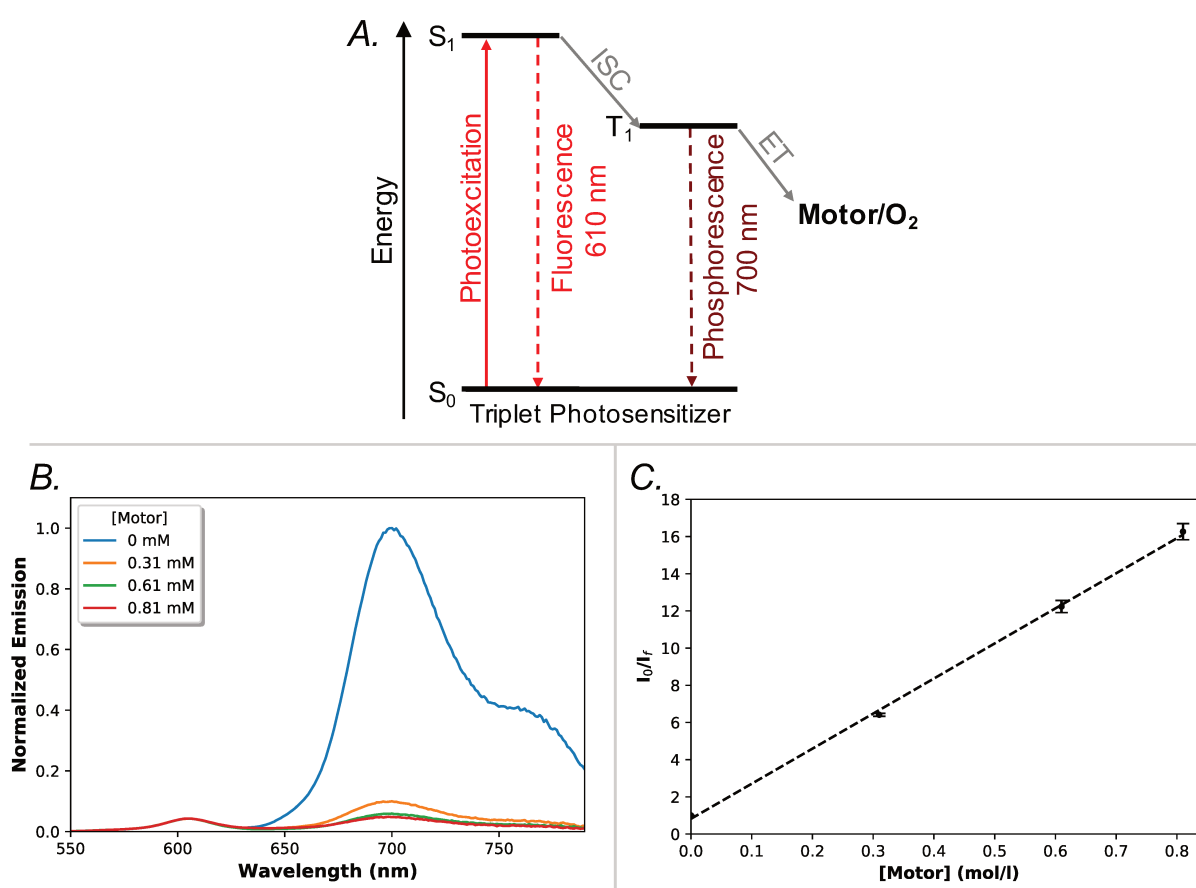 A.
Energy
S1
ISC
T1
ET
Photoexcitation
Fluorescence
610 nm
Phosphorescence
700 nm
Motor/O2
S0
Triplet Photosensitizer
B.
[Motor]
0 mM
0.31 mM
0.61 mM
0.81 mM
Normalized Emission
1.0
0.8
0.6
0.4
0.2
0.0
550 600 650 700 750
Wavelength (nm)
C.
I0/If
18
16
14
12
10
8
6
4
2
0
0.0 0.1 0.2 0.3 0.4 0.5 0.6 0.7 0.8
[Motor] (mol/l)